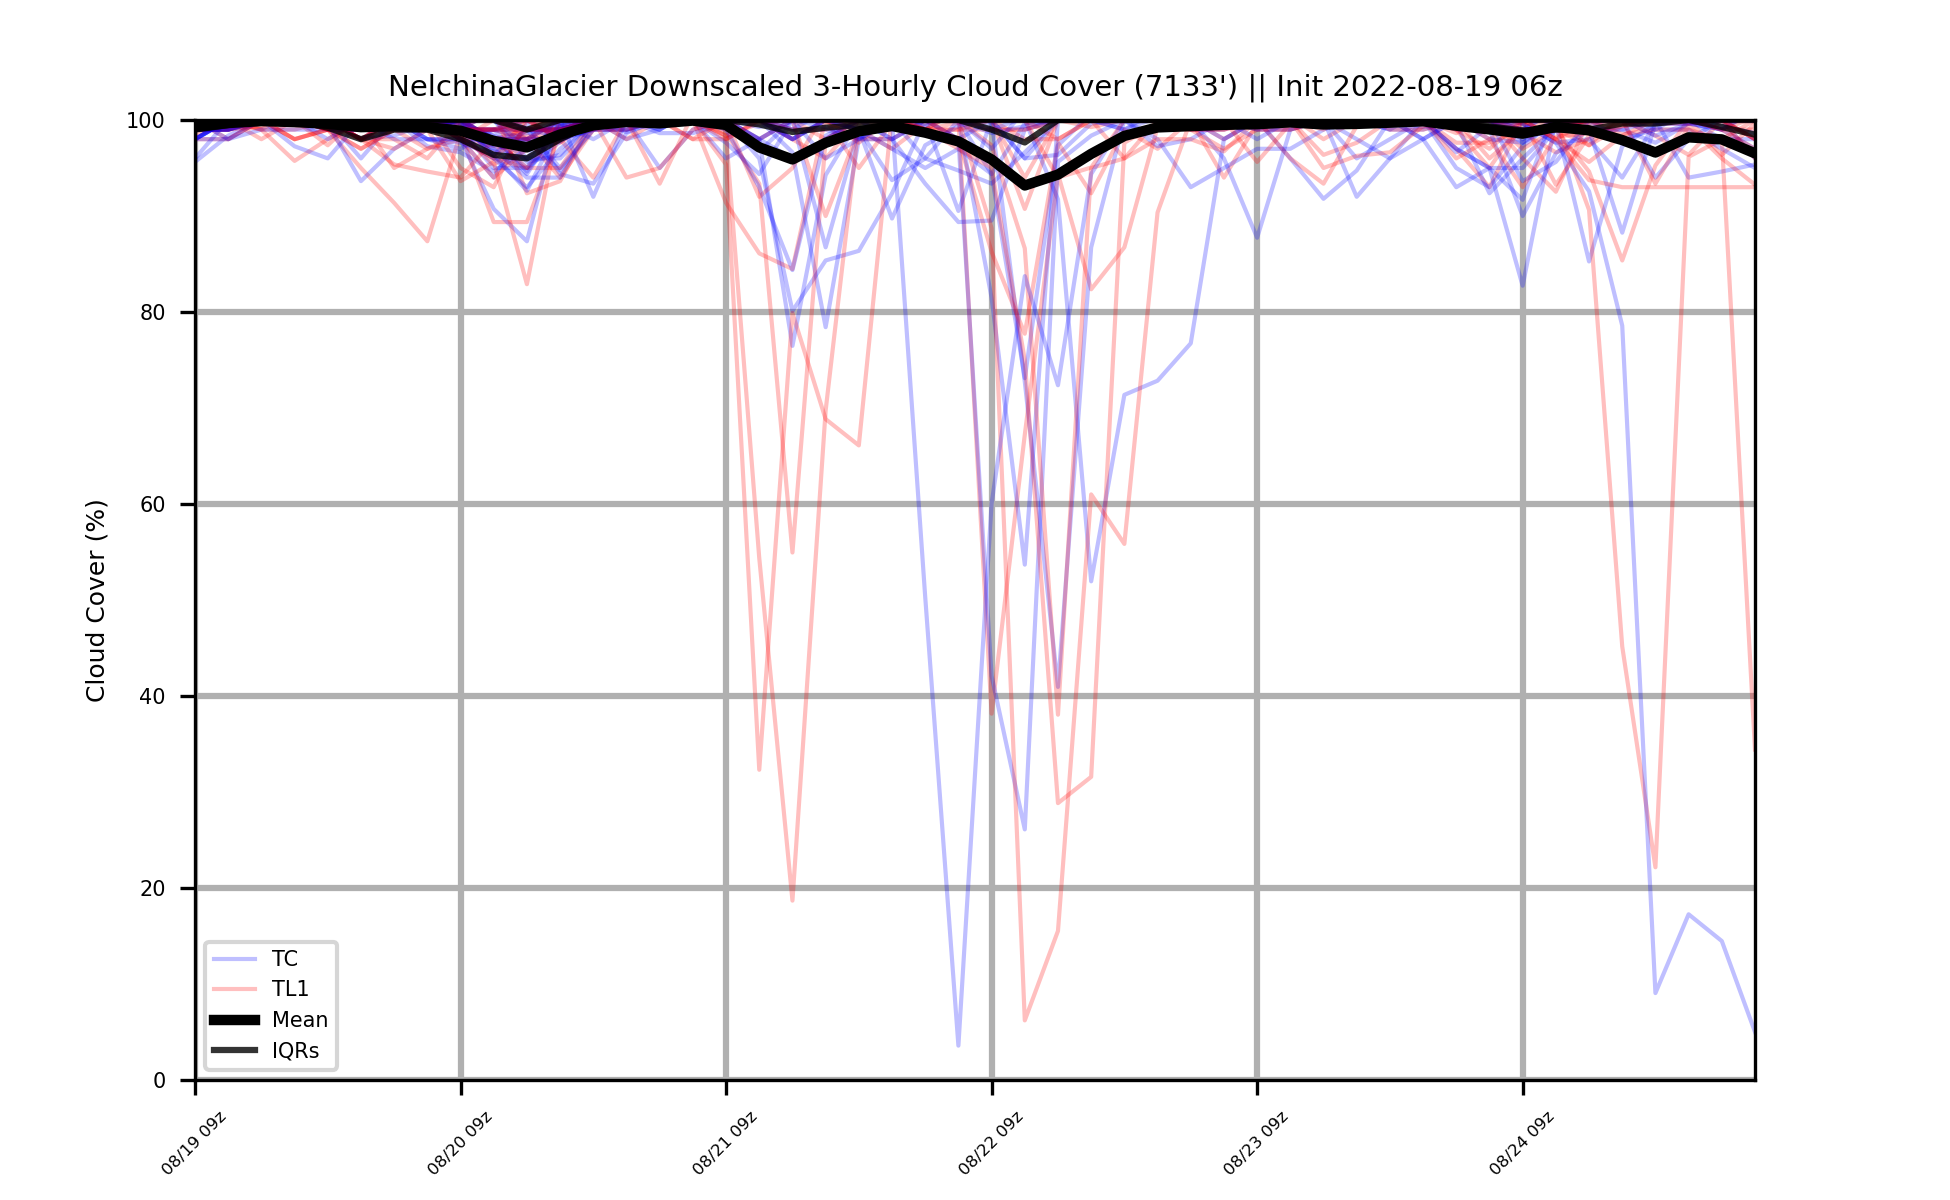 NelchinaGlacier Downscaled 3-Hourly Cloud Cover (7133') || Init 2022-08-19 06z
Cloud Cover (%)
100
80
60
40
20
0
TC
TL1
Mean
IQRs
08/19 09z
08/20 09z
08/21 09z
08/22 09z
08/23 09z
08/24 09z